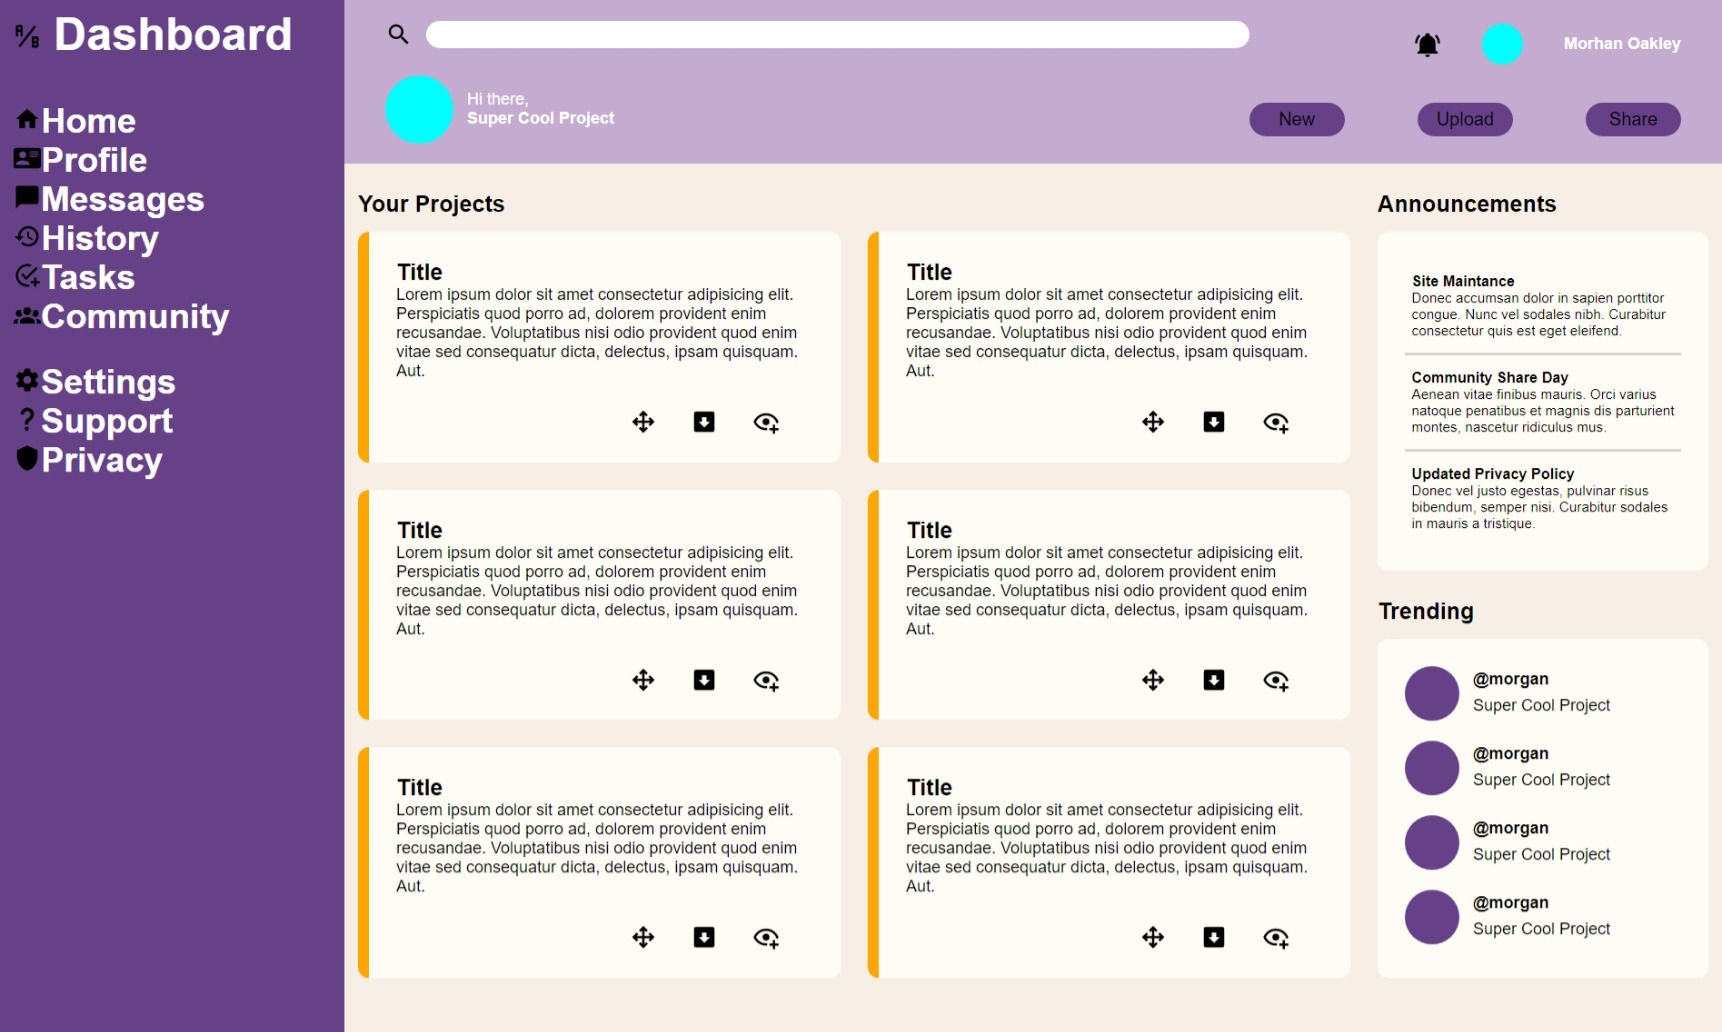 A/B Dashboard
Home
Profile
Messages
History
Tasks
Community
Settings
Support
Privacy
Morhan Oakley
Hi there,
Super Cool Project
New
Upload
Share
Your Projects
Title
Lorem ipsum dolor sit amet consectetur adipisicing elit.
Perspiciatis quod porro ad, dolorem provident enim
recusandae. Voluptatibus nisi odio provident quod enim
vitae sed consequatur dicta, delectus, ipsam quisquam.
Aut.
Title
Lorem ipsum dolor sit amet consectetur adipisicing elit.
Perspiciatis quod porro ad, dolorem provident enim
recusandae. Voluptatibus nisi odio provident quod enim
vitae sed consequatur dicta, delectus, ipsam quisquam.
Aut.
Title
Lorem ipsum dolor sit amet consectetur adipisicing elit.
Perspiciatis quod porro ad, dolorem provident enim
recusandae. Voluptatibus nisi odio provident quod enim
vitae sed consequatur dicta, delectus, ipsam quisquam.
Aut.
Title
Lorem ipsum dolor sit amet consectetur adipisicing elit.
Perspiciatis quod porro ad, dolorem provident enim
recusandae. Voluptatibus nisi odio provident quod enim
vitae sed consequatur dicta, delectus, ipsam quisquam.
Aut.
Title
Lorem ipsum dolor sit amet consectetur adipisicing elit.
Perspiciatis quod porro ad, dolorem provident enim
recusandae. Voluptatibus nisi odio provident quod enim
vitae sed consequatur dicta, delectus, ipsam quisquam.
Aut.
Title
Lorem ipsum dolor sit amet consectetur adipisicing elit.
Perspiciatis quod porro ad, dolorem provident enim
recusandae. Voluptatibus nisi odio provident quod enim
vitae sed consequatur dicta, delectus, ipsam quisquam.
Aut.
Announcements
Site Maintance
Donec accumsan dolor in sapien porttitor
congue. Nunc vel sodales nibh. Curabitur
consectetur quis est eget eleifend.
Community Share Day
Aenean vitae finibus mauris. Orci varius
natoque penatibus et magnis dis parturient
montes, nascetur ridiculus mus.
Updated Privacy Policy
Donec vel justo egestas, pulvinar risus
bibendum, semper nisi. Curabitur sodales
in mauris a tristique.
Trending
@morgan
Super Cool Project
@morgan
Super Cool Project
@morgan
Super Cool Project
@morgan
Super Cool Project